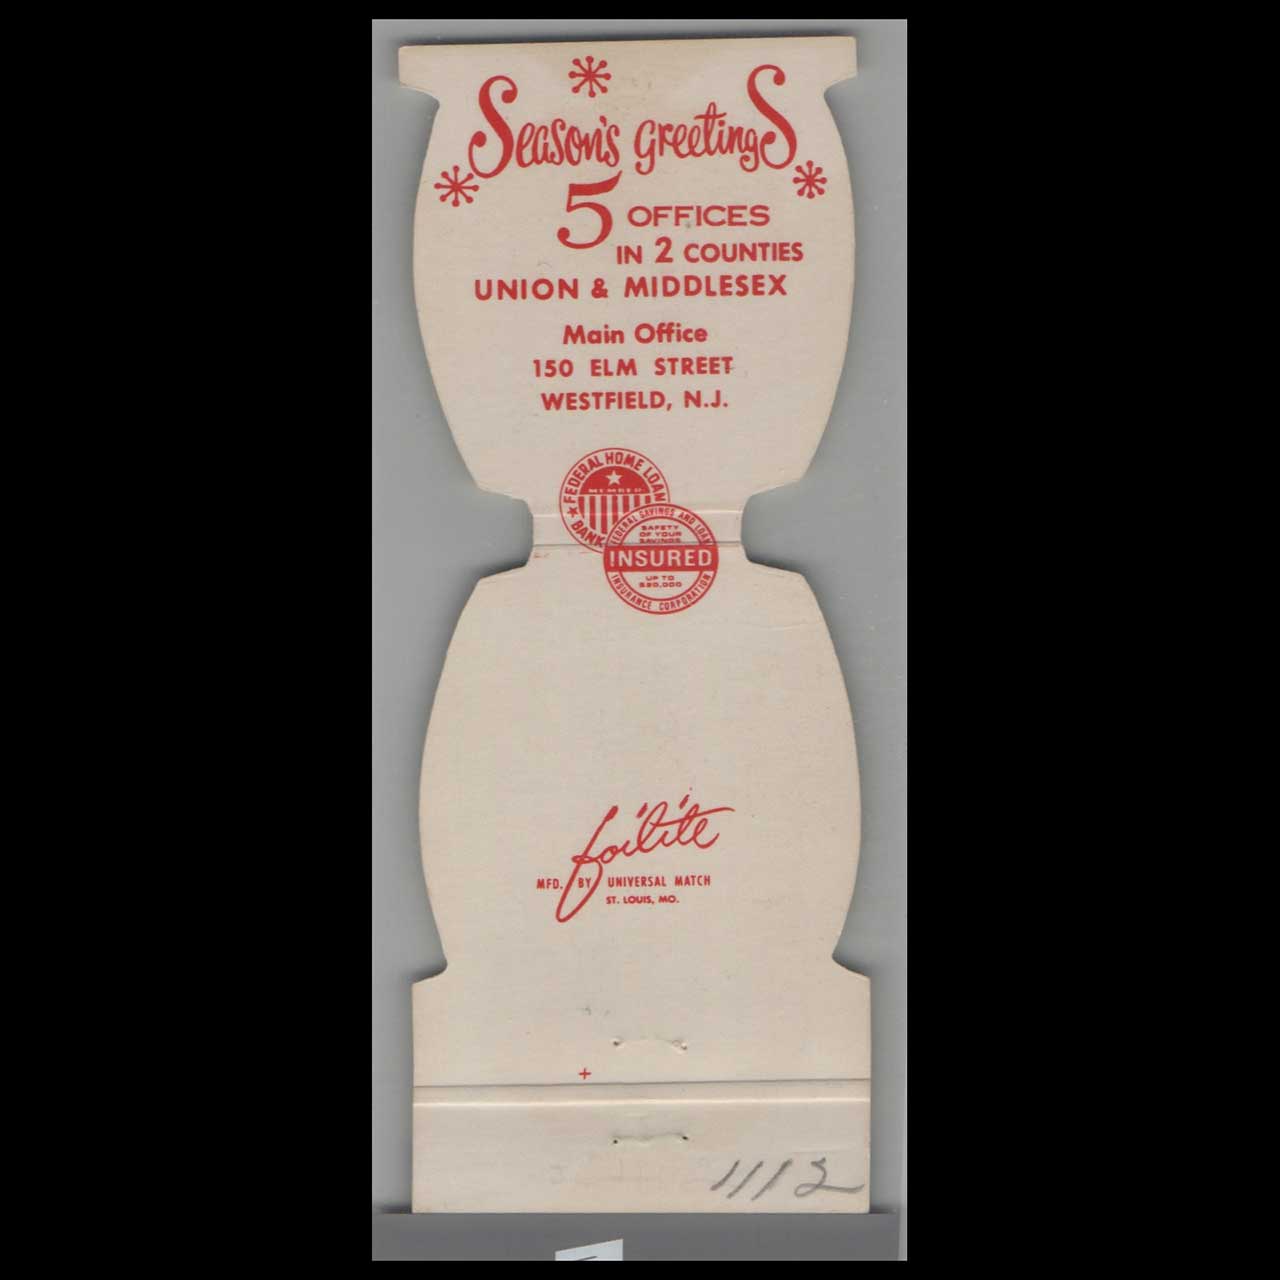 Season's Greetings
5 OFFICES
IN 2 COUNTIES
UNION & MIDDLESEX
Main Office
150 ELM STREET
WESTFIELD, N.J.
FEDERAL HOME LOAN BANK
MEMBER
FEDERAL SAVINGS AND LOAN INSURANCE CORPORATION
SAFETY
OF YOUR
SAVINGS
INSURED
UP TO
foilite
MFD. BY UNIVERSAL MATCH
ST. LOUIS, MO.
+
1112